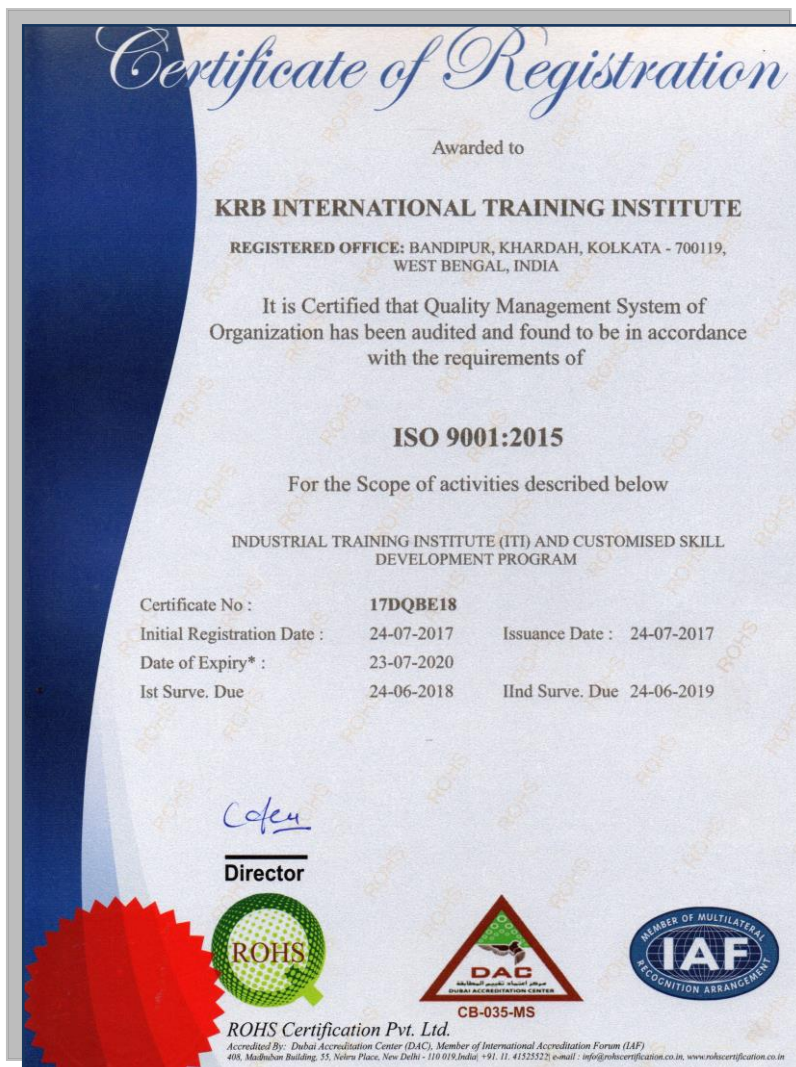 Certificate of Registration
Awarded to
KRB INTERNATIONAL TRAINING INSTITUTE
REGISTERED OFFICE: BANDIPUR, KHARDAH, KOLKATA - 700119,
WEST BENGAL, INDIA
It is Certified that Quality Management System of
Organization has been audited and found to be in accordance
with the requirements of
ISO 9001:2015
For the Scope of activities described below
INDUSTRIAL TRAINING INSTITUTE (ITI) AND CUSTOMISED SKILL
DEVELOPMENT PROGRAM
Certificate No : 17DQBE18
Initial Registration Date : 24-07-2017 Issuance Date : 24-07-2017
Date of Expiry* : 23-07-2020
Ist Surve. Due 24-06-2018 IInd Surve. Due 24-06-2019
Director
ROHS
DAC
مركز اعتماد تقييم المطابقة
DUBAI ACCREDITATION CENTER
CB-035-MS
MEMBER OF MULTILATERAL
IAF
RECOGNITION ARRANGEMENT
ROHS Certification Pvt. Ltd.
Accredited By: Dubai Accreditation Center (DAC), Member of International Accreditation Forum (IAF)
408, Madhuban Building, 55, Nehru Place, New Delhi - 110 019,India, +91. 11. 41525522, e-mail : info@rohscertification.co.in, www.rohscertification.co.in